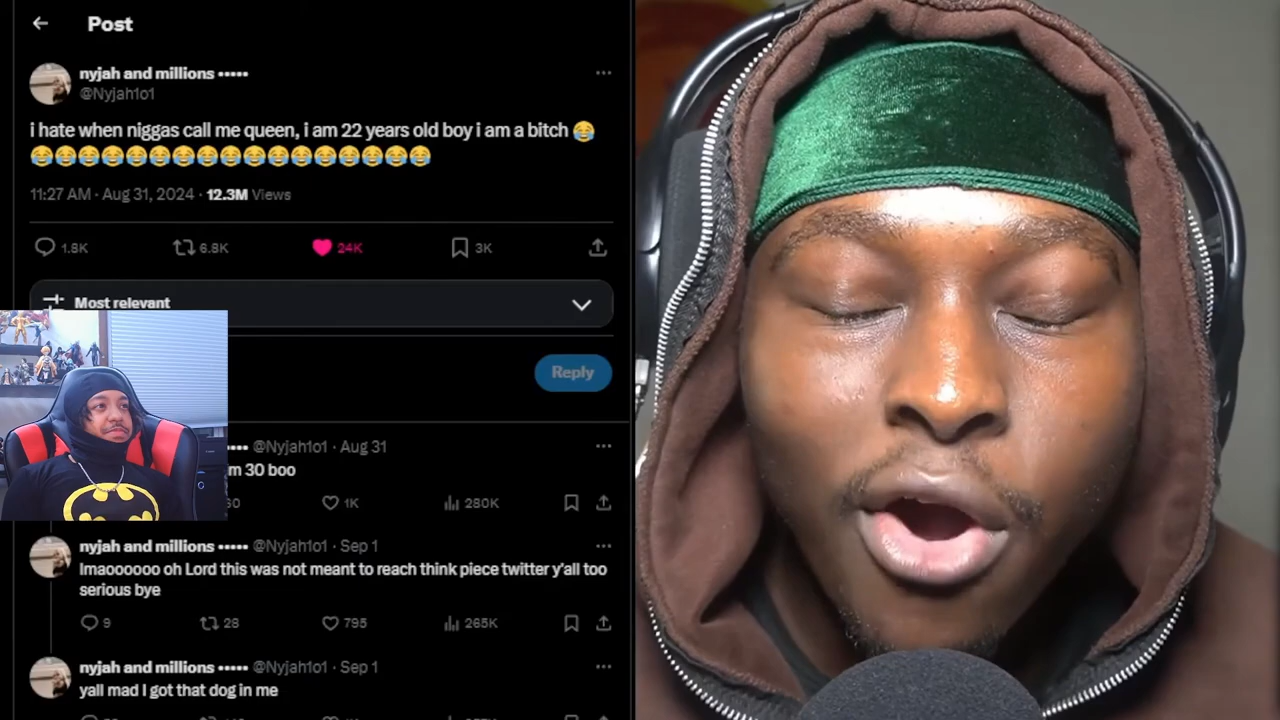 Post
nyjah and millions •••••
@Nyjah1o1
i hate when niggas call me queen, i am 22 years old boy i am a bitch 😂
😂😂😂😂😂😂😂😂😂😂😂😂😂😂😂😂😂
11:27 AM · Aug 31, 2024 · 12.3M Views
1.8K 6.8K 24K 3K
Most relevant
Reply
•••• @Nyjah1o1 · Aug 31
m 30 boo
1K 280K
nyjah and millions ••••• @Nyjah1o1 · Sep 1
lmaoooooo oh Lord this was not meant to reach think piece twitter y'all too
serious bye
9 28 795 265K
nyjah and millions ••••• @Nyjah1o1 · Sep 1
yall mad I got that dog in me